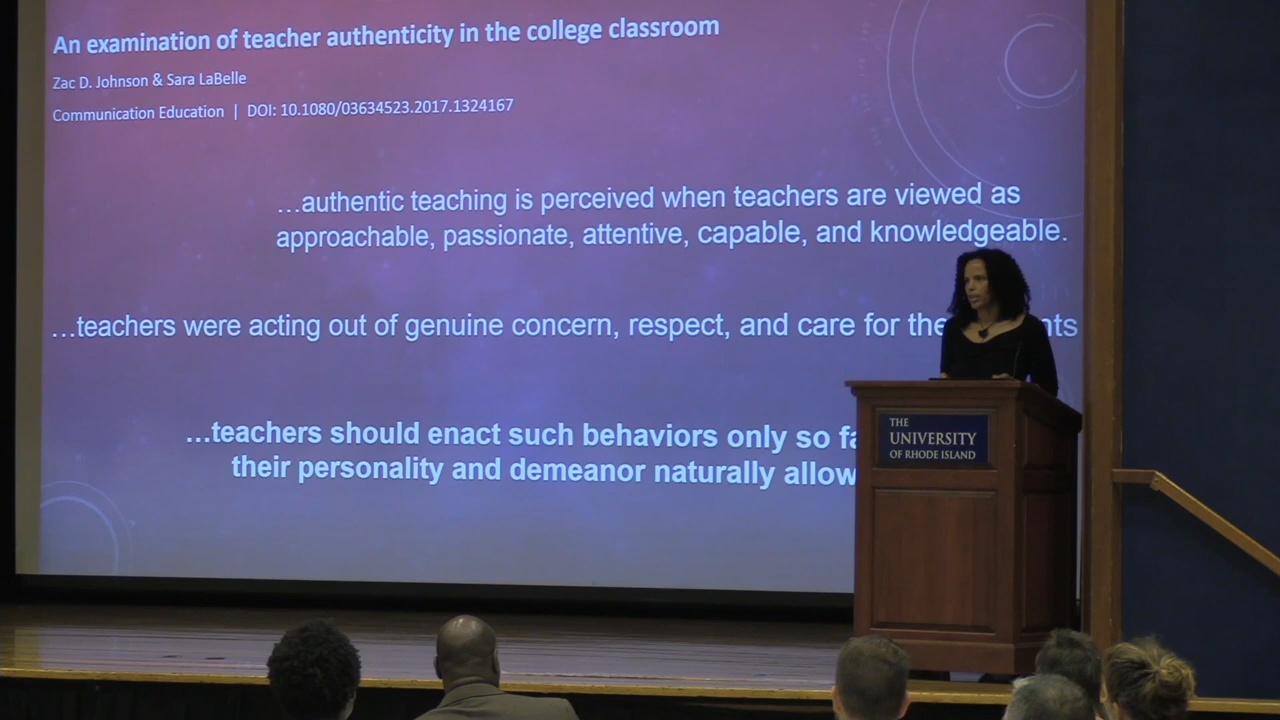 An examination of teacher authenticity in the college classroom
Zac D. Johnson & Sara LaBelle
Communication Education | DOI: 10.1080/03634523.2017.1324167
...authentic teaching is perceived when teachers are viewed as
approachable, passionate, attentive, capable, and knowledgeable.
...teachers were acting out of genuine concern, respect, and care for
...teachers should enact such behaviors only so
their personality and demeanor naturally allow
THE
UNIVERSITY
OF RHODE ISLAND